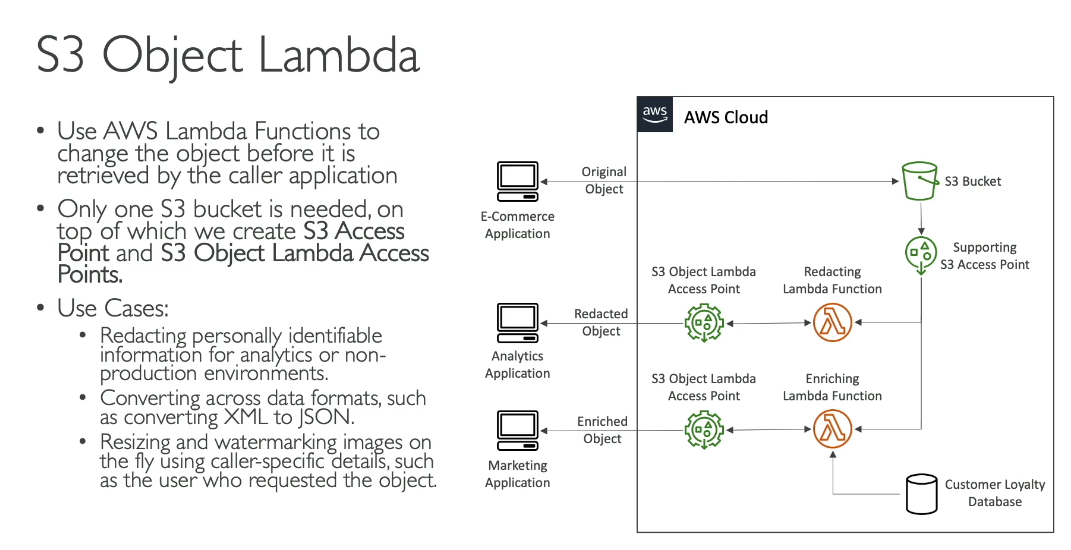 S3 Object Lambda
• Use AWS Lambda Functions to
change the object before it is
retrieved by the caller application
• Only one S3 bucket is needed, on
top of which we create S3 Access
Point and S3 Object Lambda Access
Points.
• Use Cases:
• Redacting personally identifiable
information for analytics or non-
production environments.
• Converting across data formats, such
as converting XML to JSON.
• Resizing and watermarking images on
the fly using caller-specific details, such
as the user who requested the object.
aws
AWS Cloud
E-Commerce
Application
Original
Object
S3 Bucket
Supporting
S3 Access Point
Analytics
Application
Redacted
Object
S3 Object Lambda
Access Point
Redacting
Lambda Function
Marketing
Application
Enriched
Object
S3 Object Lambda
Access Point
Enriching
Lambda Function
Customer Loyalty
Database